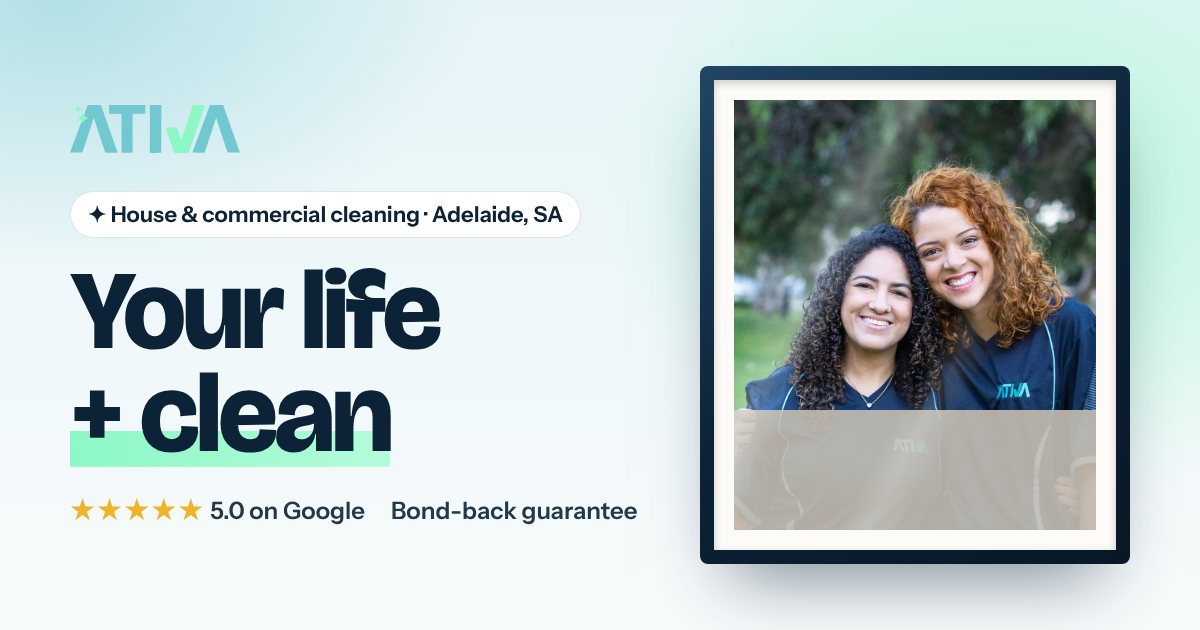 ATIVA
✦ House & commercial cleaning · Adelaide, SA
Your life
+ clean
★★★★★ 5.0 on Google Bond-back guarantee
ATIVA
ATIVA